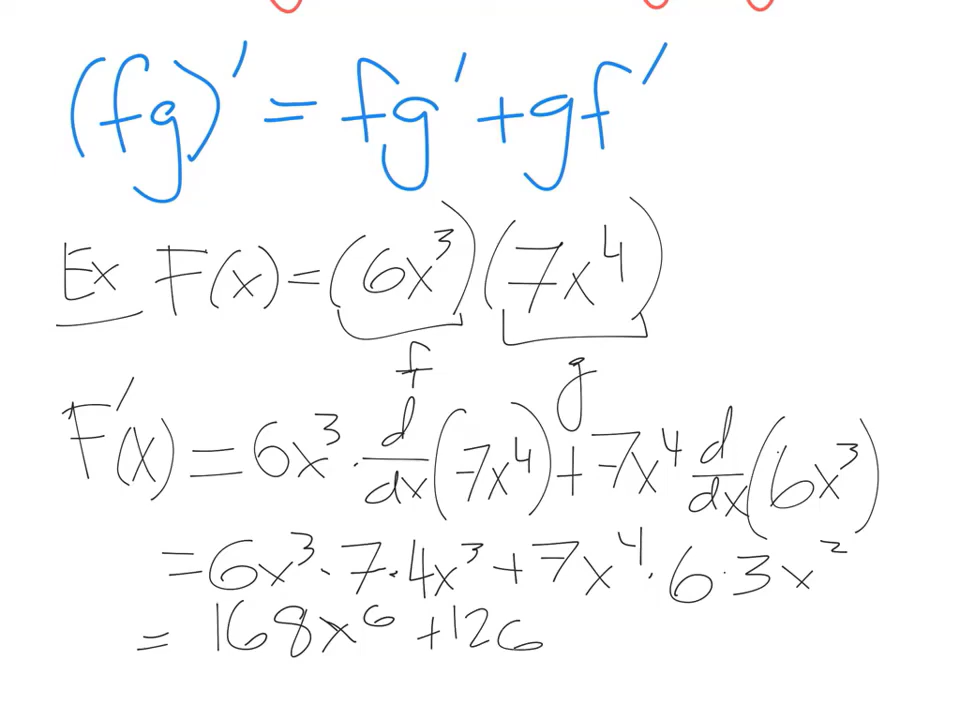 (fg)' = fg' + gf'
Ex F(x) = (6x³)(7x⁴)
f g
F'(x) = 6x³ · d/dx (7x⁴) + 7x⁴ d/dx (6x³)
= 6x³ · 7 · 4x³ + 7x⁴ · 6 · 3x²
= 168x⁶ + 126